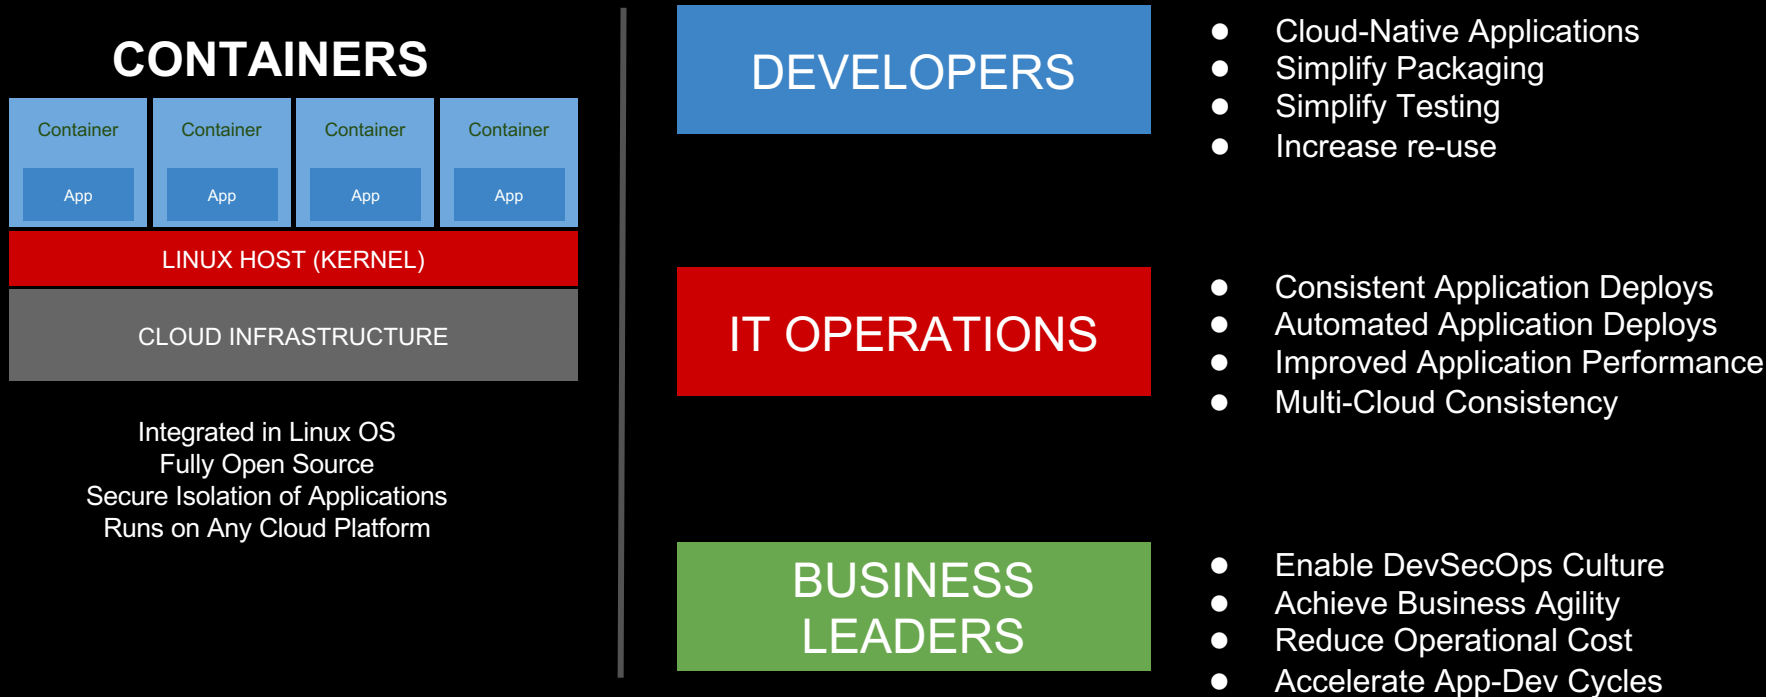 CONTAINERS
Container Container Container Container
App App App App
LINUX HOST (KERNEL)
CLOUD INFRASTRUCTURE
Integrated in Linux OS
Fully Open Source
Secure Isolation of Applications
Runs on Any Cloud Platform
DEVELOPERS
● Cloud-Native Applications
● Simplify Packaging
● Simplify Testing
● Increase re-use
IT OPERATIONS
● Consistent Application Deploys
● Automated Application Deploys
● Improved Application Performance
● Multi-Cloud Consistency
BUSINESS
LEADERS
● Enable DevSecOps Culture
● Achieve Business Agility
● Reduce Operational Cost
● Accelerate App-Dev Cycles